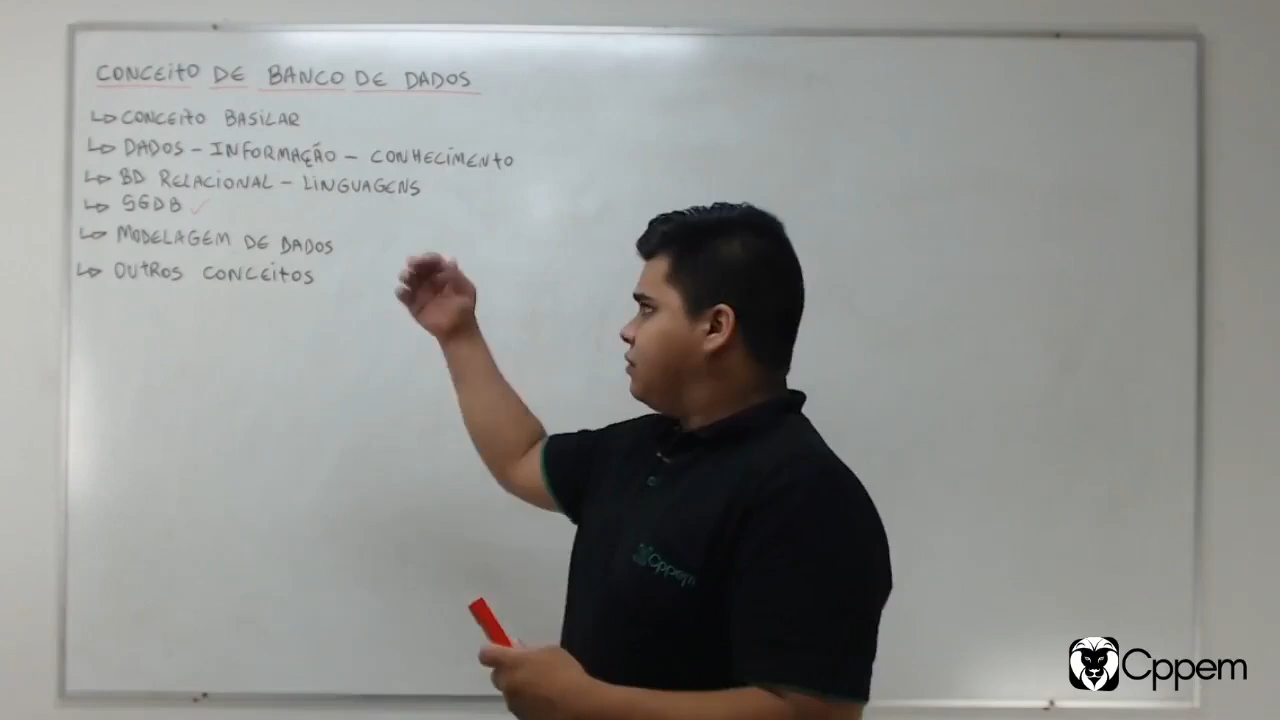 CONCEITO DE BANCO DE DADOS
↳ CONCEITO BASILAR
↳ DADOS - INFORMAÇÃO - CONHECIMENTO
↳ BD RELACIONAL - LINGUAGENS
↳ SGDB ✓
↳ MODELAGEM DE DADOS
↳ OUTROS CONCEITOS
Cppem
Cppem